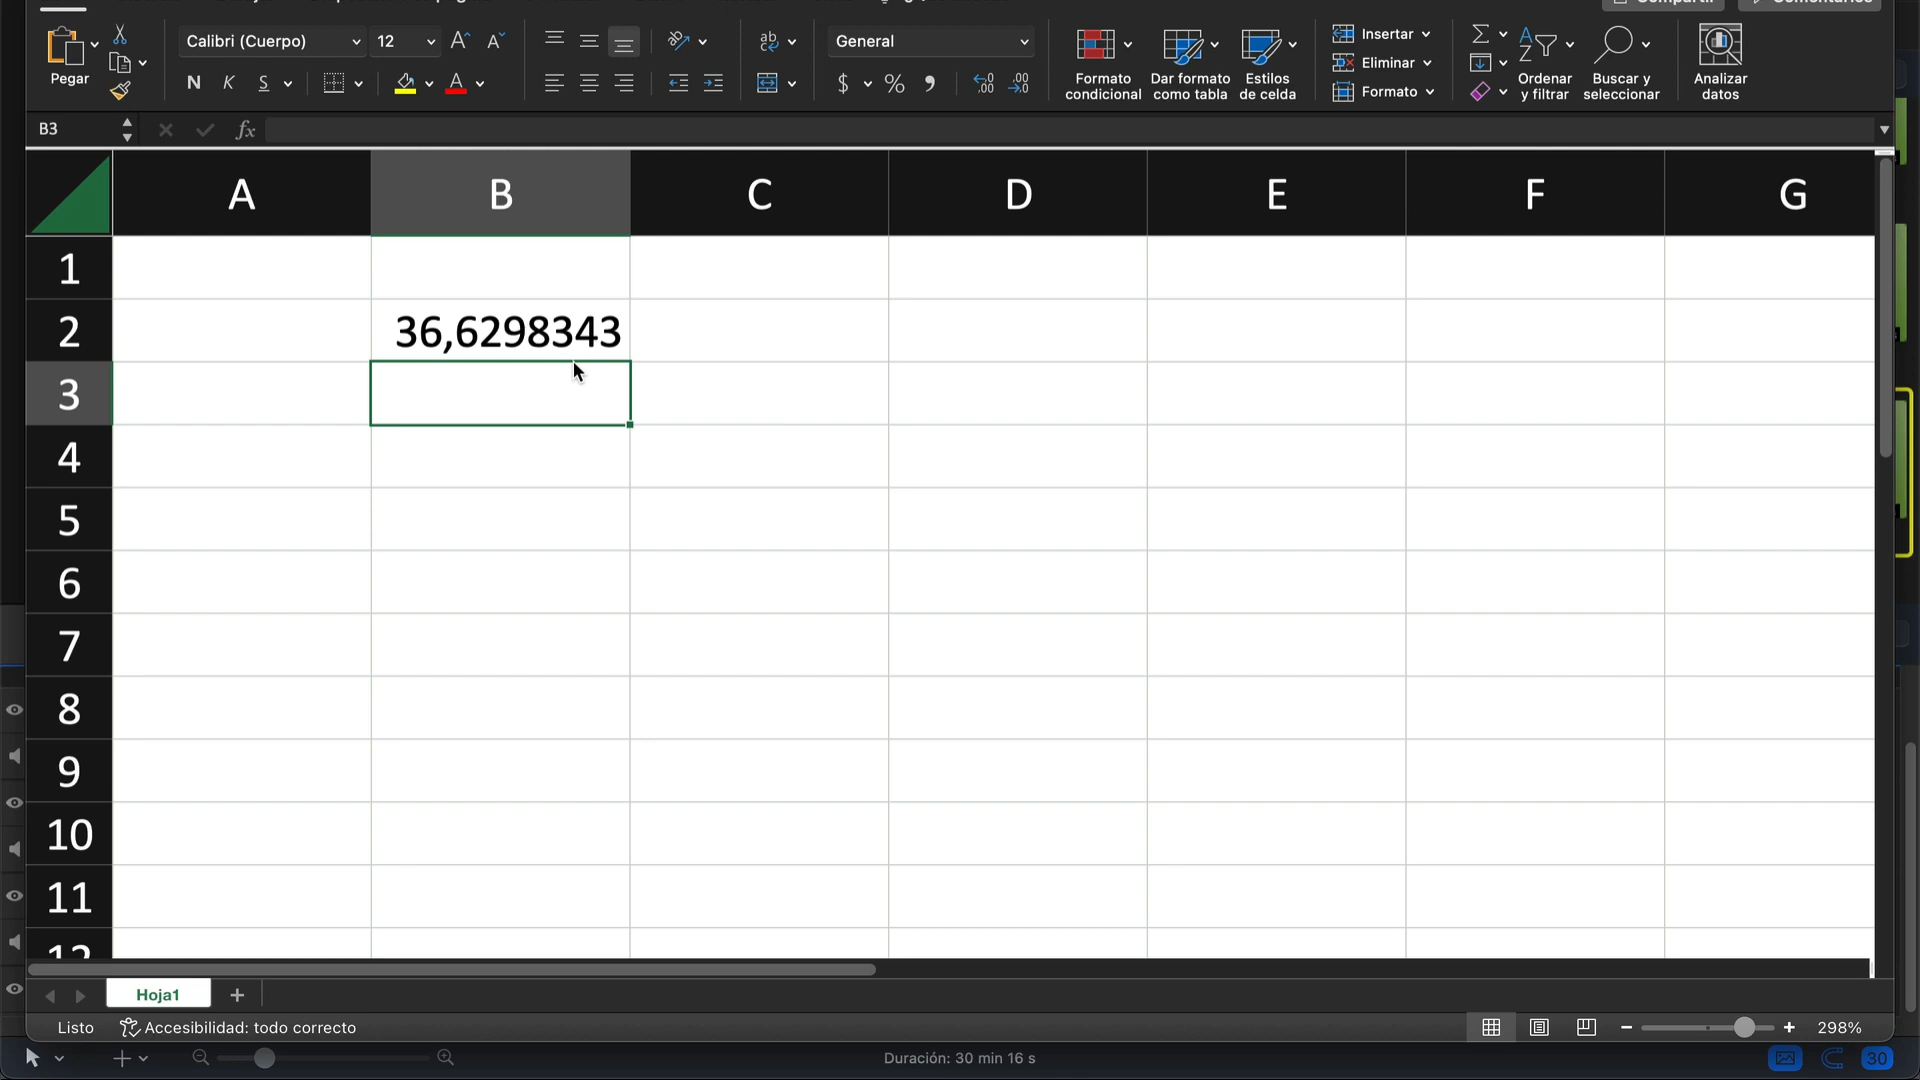 Calibri (Cuerpo) 12 General
Pegar
N K S
$ %
Formato condicional
Dar formato como tabla
Estilos de celda
Insertar
Eliminar
Formato
Ordenar y filtrar
Buscar y seleccionar
Analizar datos
B3 fx
A B C D E F G
1
2 36,6298343
3
4
5
6
7
8
9
10
11
12
Hoja1 +
Listo Accesibilidad: todo correcto 298%
Duración: 30 min 16 s 30